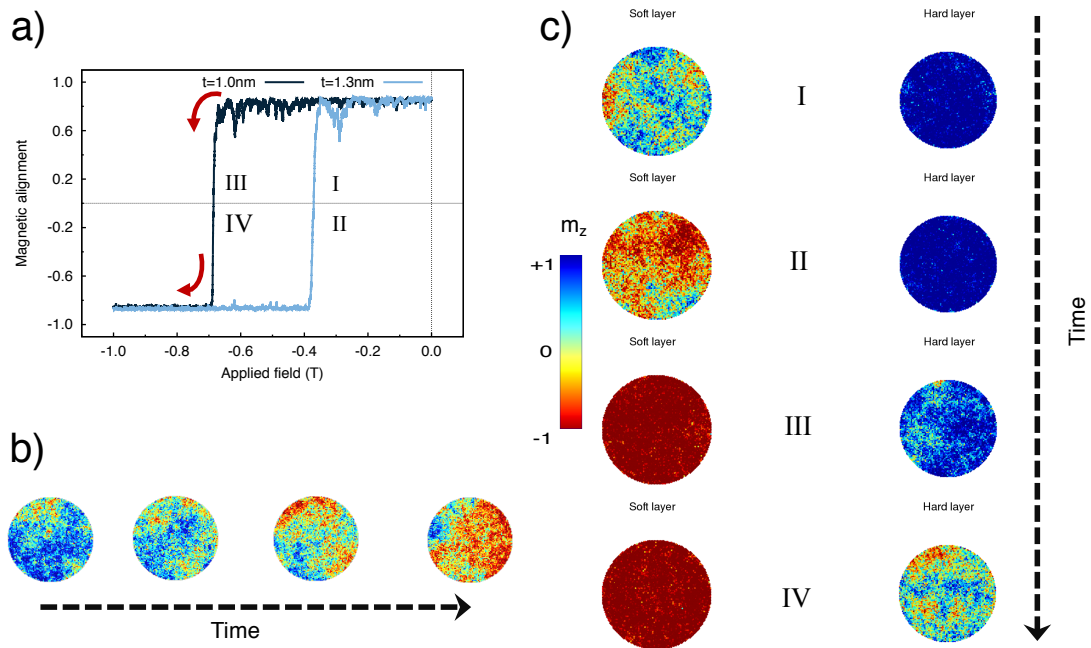 a)
t=1.0nm t=1.3nm
1.0
0.6
0.2
-0.2
-0.6
-1.0
Magnetic alignment
III I
IV II
-1.0 -0.8 -0.6 -0.4 -0.2 0.0
Applied field (T)
b)
Time
c)
Soft layer Hard layer
I
Soft layer Hard layer
II
mz
+1
0
-1
Soft layer Hard layer
III
Soft layer Hard layer
IV
Time